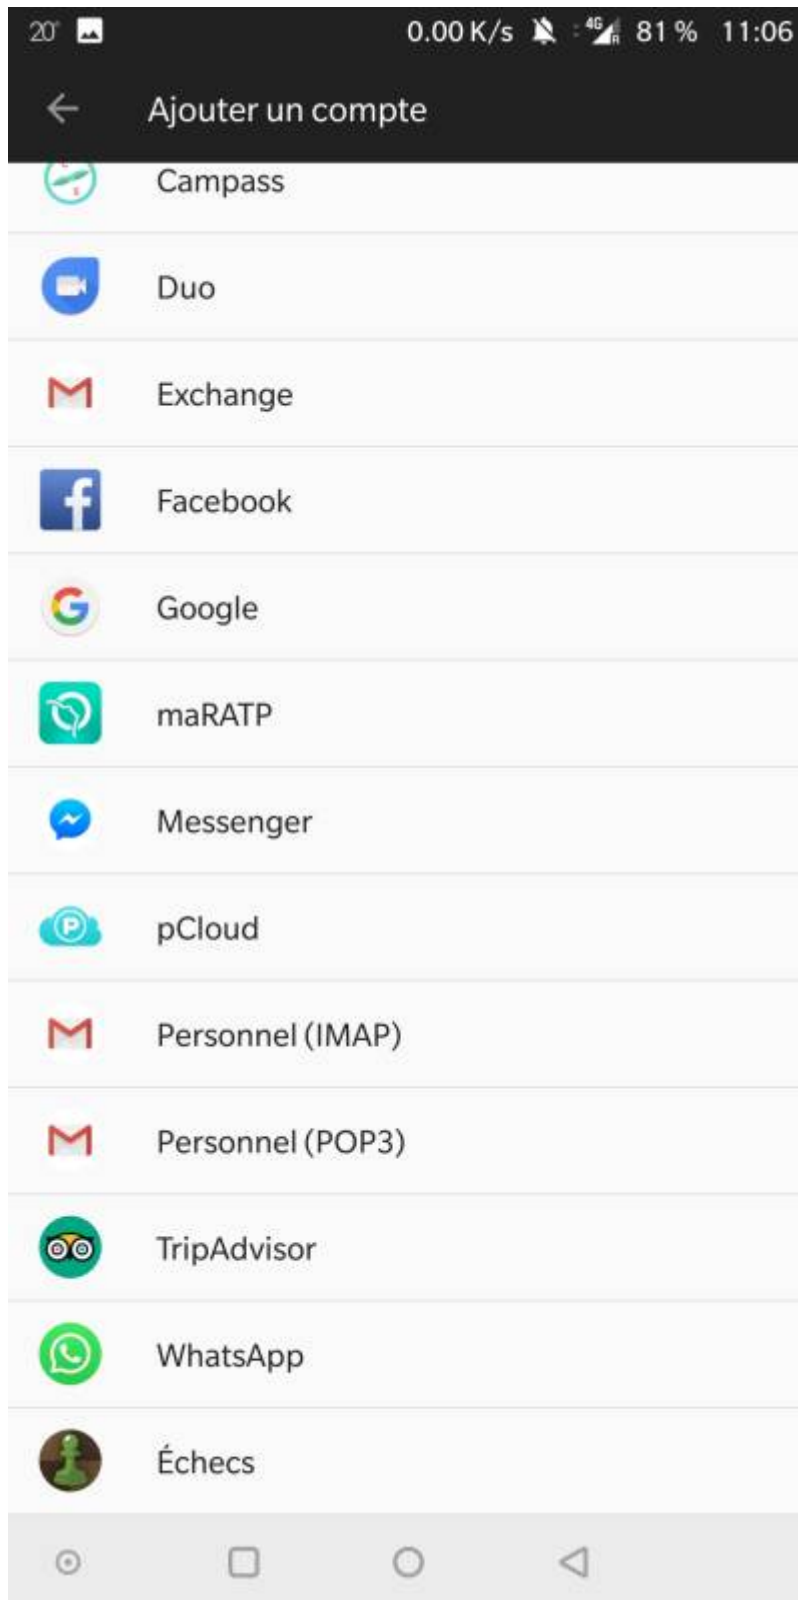 20° 0.00 K/s 4G R 81 % 11:06
Ajouter un compte
Campass
Duo
Exchange
Facebook
Google
maRATP
Messenger
pCloud
Personnel (IMAP)
Personnel (POP3)
TripAdvisor
WhatsApp
Échecs